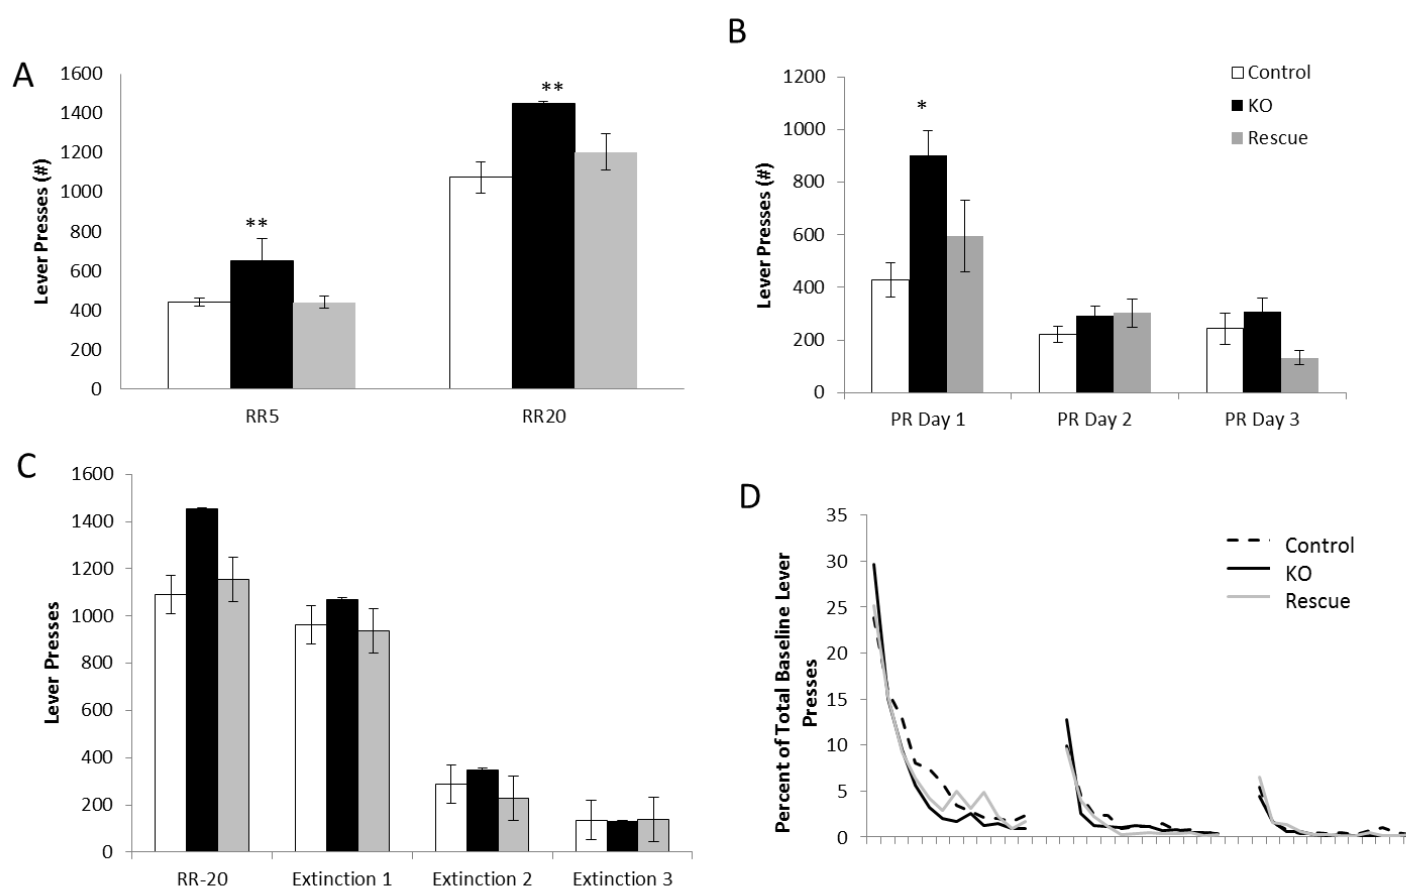 A
Lever Presses (#)
1600
1400
1200
1000
800
600
400
200
0
**
**
RR5
RR20
B
Lever Presses (#)
1200
1000
800
600
400
200
0
*
Control
KO
Rescue
PR Day 1
PR Day 2
PR Day 3
C
Lever Presses
1600
1400
1200
1000
800
600
400
200
0
RR-20
Extinction 1
Extinction 2
Extinction 3
D
Percent of Total Baseline Lever
Presses
35
30
25
20
15
10
5
0
Control
KO
Rescue